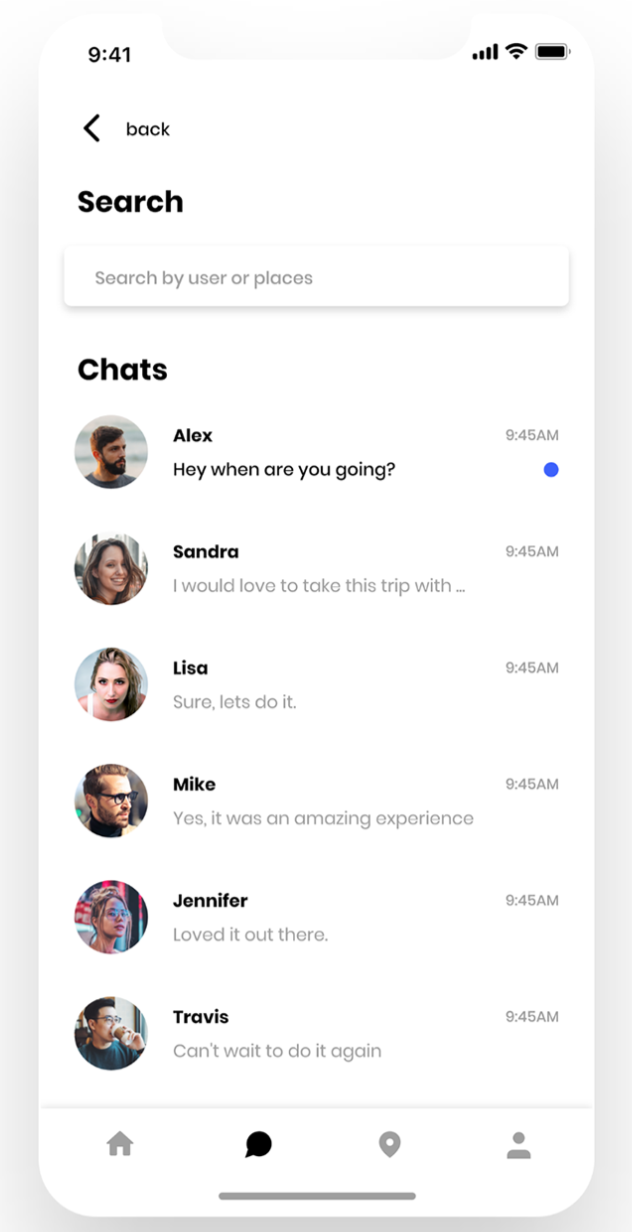 9:41
back
Search
Search by user or places
Chats
Alex 9:45AM
Hey when are you going?
Sandra 9:45AM
I would love to take this trip with ...
Lisa 9:45AM
Sure, lets do it.
Mike 9:45AM
Yes, it was an amazing experience
Jennifer 9:45AM
Loved it out there.
Travis 9:45AM
Can't wait to do it again